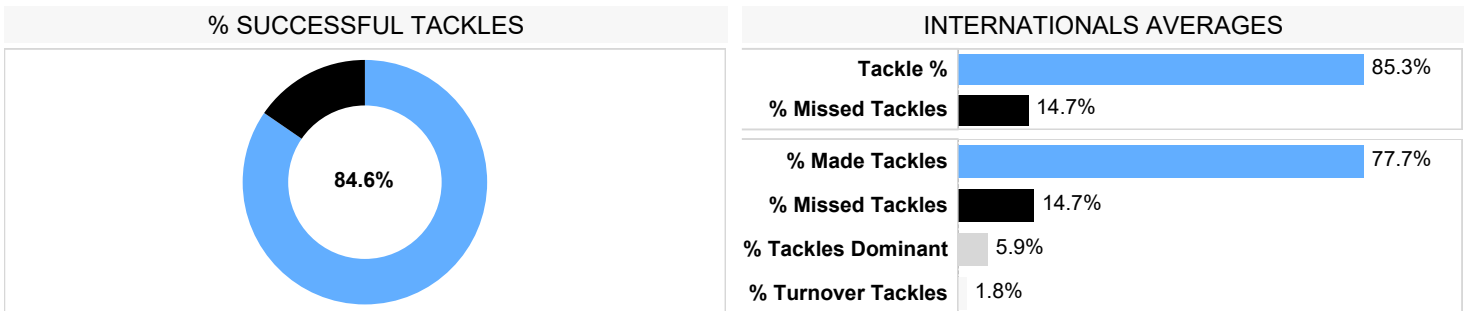 % SUCCESSFUL TACKLES
84.6%
INTERNATIONALS AVERAGES
Tackle % 85.3%
% Missed Tackles 14.7%
% Made Tackles 77.7%
% Missed Tackles 14.7%
% Tackles Dominant 5.9%
% Turnover Tackles 1.8%